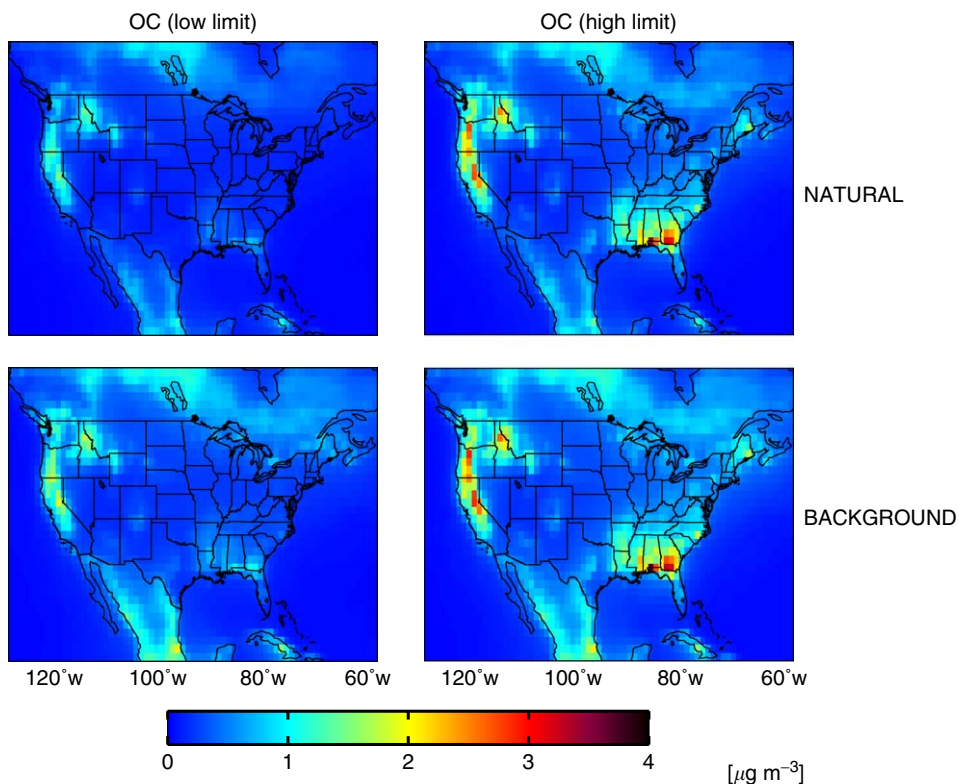 OC (low limit) OC (high limit)
NATURAL
BACKGROUND
120°w 100°w 80°w 60°w 120°w 100°w 80°w 60°w
0 1 2 3 4
[μg m⁻³]